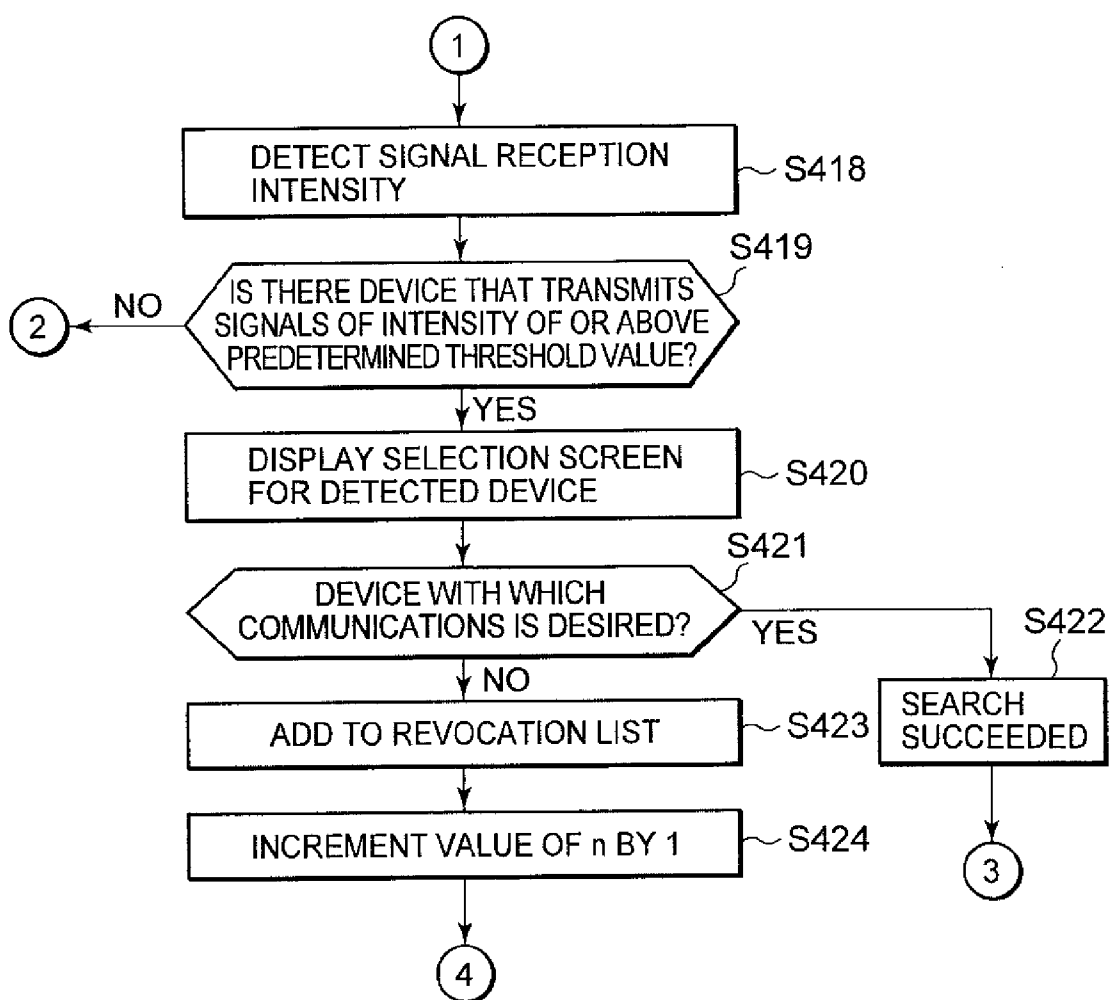 1
DETECT SIGNAL RECEPTION
INTENSITY
S418
S419
IS THERE DEVICE THAT TRANSMITS
SIGNALS OF INTENSITY OF OR ABOVE
PREDETERMINED THRESHOLD VALUE?
NO
2
YES
DISPLAY SELECTION SCREEN
FOR DETECTED DEVICE
S420
S421
DEVICE WITH WHICH
COMMUNICATIONS IS DESIRED?
YES
S422
NO
SEARCH
SUCCEEDED
ADD TO REVOCATION LIST
S423
INCREMENT VALUE OF n BY 1
S424
3
4